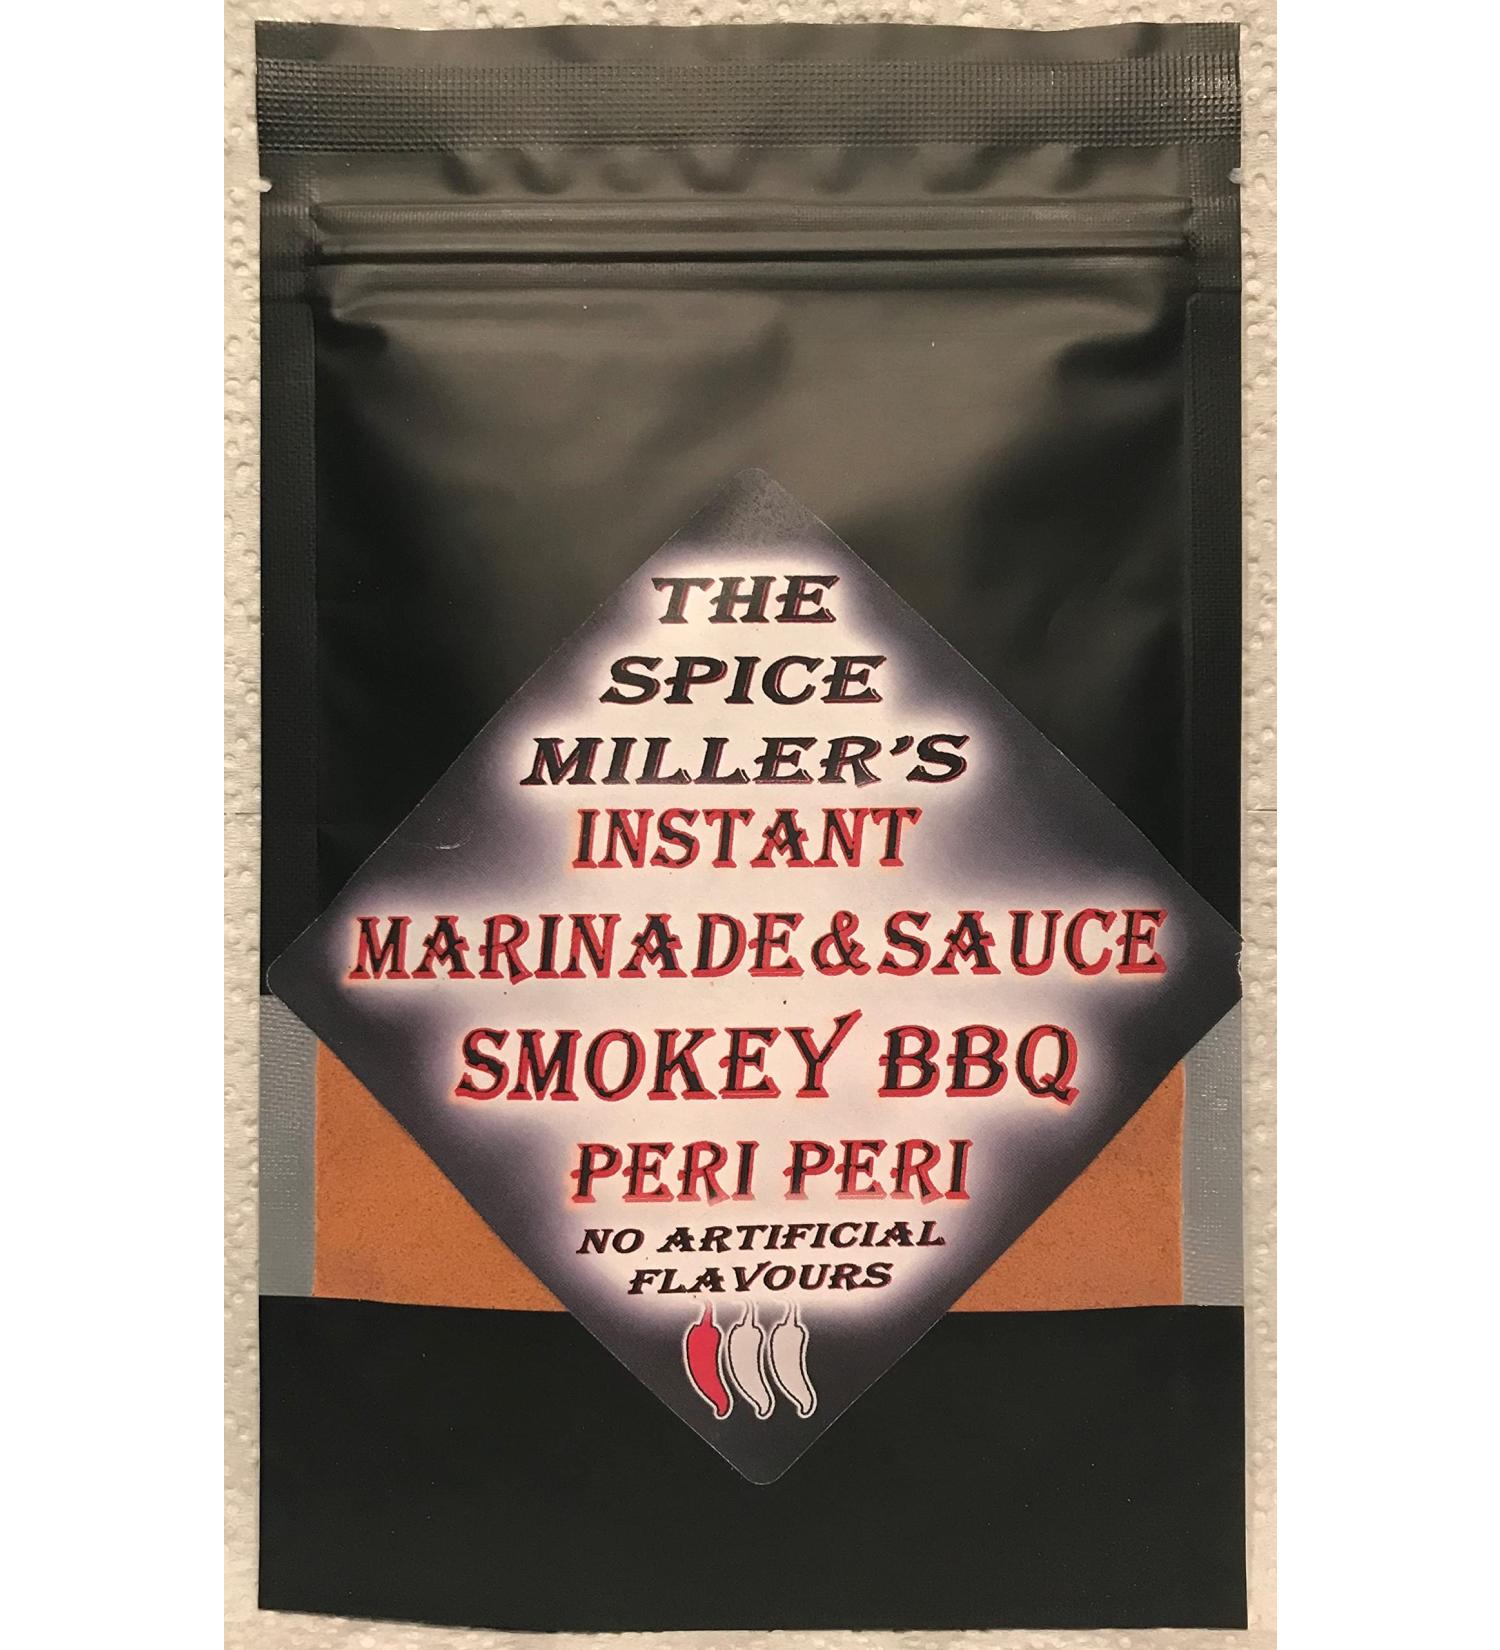 THE
SPICE
MILLER'S
INSTANT
MARINADE&SAUCE
SMOKEY BBQ
PERI PERI
NO ARTIFICIAL
FLAVOURS